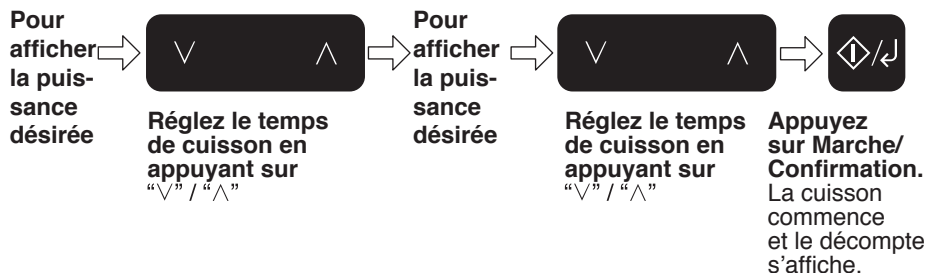 Pour
afficher
la puis-
sance
désirée
∨ ∧
Réglez le temps
de cuisson en
appuyant sur
“∨” / “∧”
Pour
afficher
la puis-
sance
désirée
∨ ∧
Réglez le temps
de cuisson en
appuyant sur
“∨” / “∧”
Appuyez
sur Marche/
Confirmation.
La cuisson
commence
et le décompte
s’affiche.